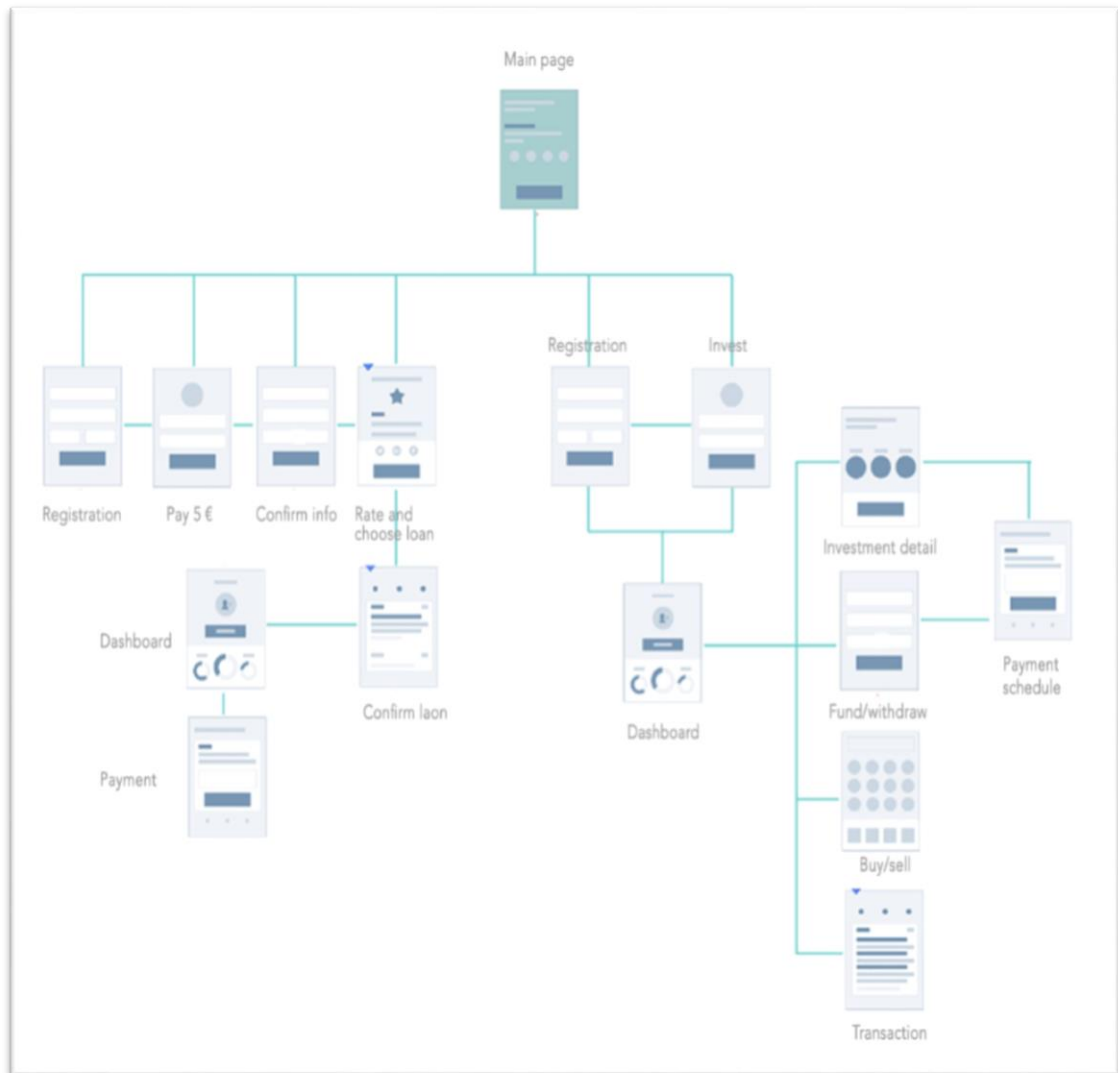 Main page
Registration
Invest
Registration
Pay 5 €
Confirm info
Rate and
choose loan
Investment detail
Dashboard
Payment
schedule
Confirm laon
Fund/withdraw
Dashboard
Payment
Buy/sell
Transaction